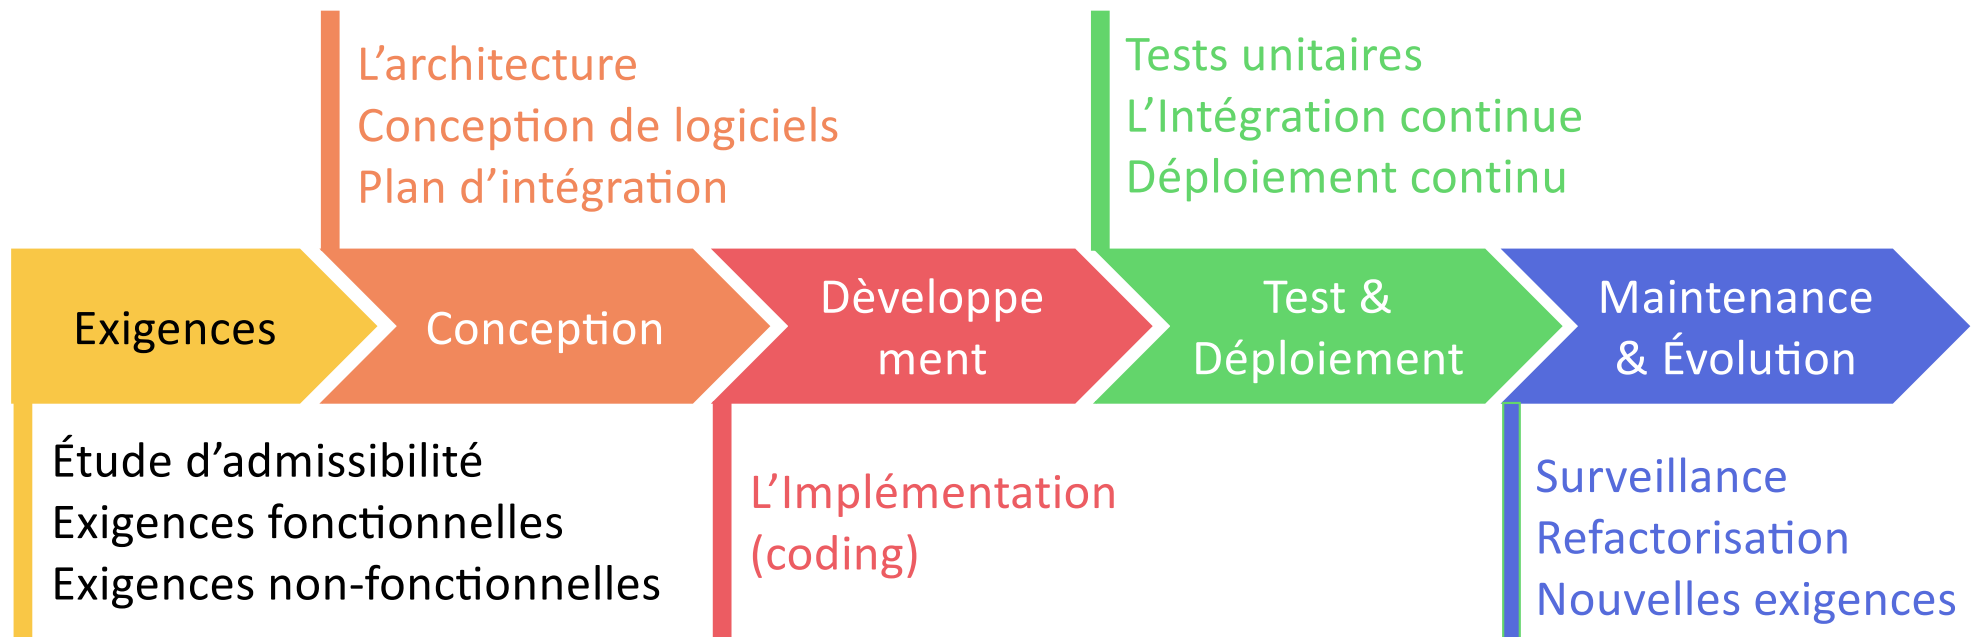 L’architecture
Conception de logiciels
Plan d’intégration
Tests unitaires
L’Intégration continue
Déploiement continu
Exigences
Conception
Dèveloppe
ment
Test &
Déploiement
Maintenance
& Évolution
Étude d’admissibilité
Exigences fonctionnelles
Exigences non-fonctionnelles
L’Implémentation
(coding)
Surveillance
Refactorisation
Nouvelles exigences